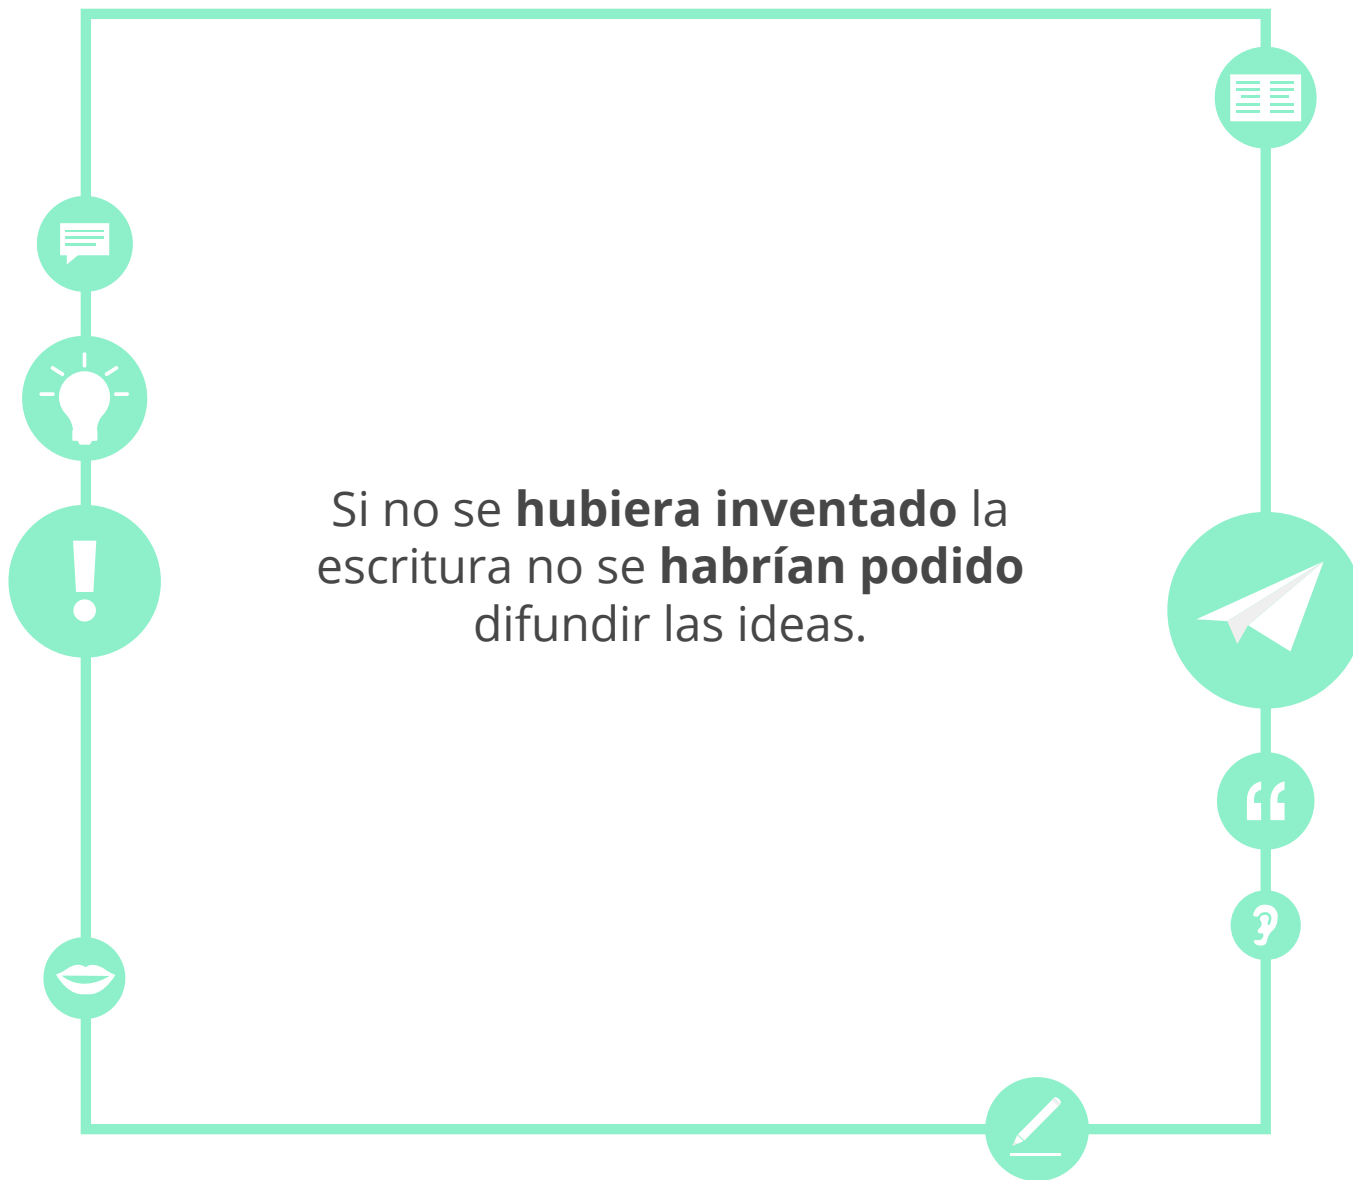 Si no se hubiera inventado la
escritura no se habrían podido
difundir las ideas.